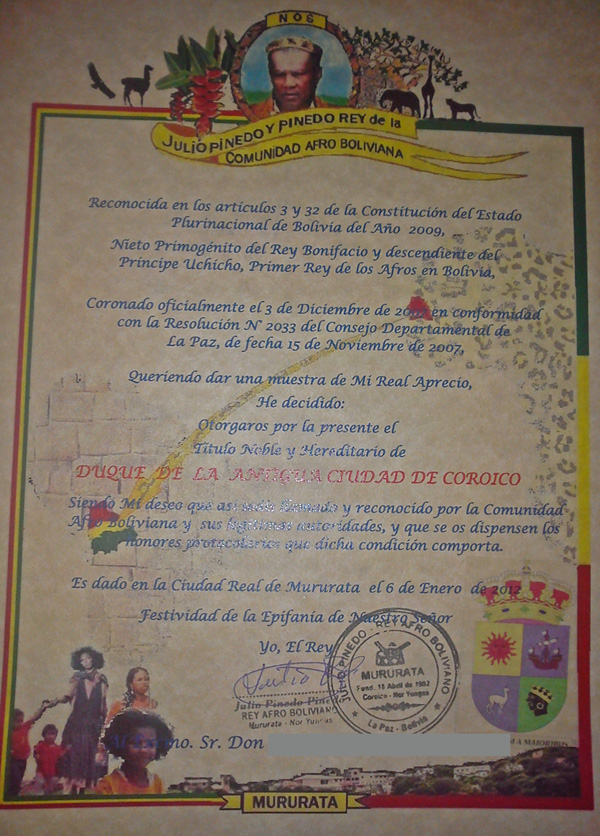 NOS
JULIO PINEDO Y PINEDO REY de la
COMUNIDAD AFRO BOLIVIANA
Reconocida en los artículos 3 y 32 de la Constitución del Estado
Plurinacional de Bolivia del Año 2009,
Nieto Primogénito del Rey Bonifacio y descendiente del
Príncipe Uchicho, Primer Rey de los Afros en Bolivia,
Coronado oficialmente el 3 de Diciembre de en conformidad
con la Resolución N° 2033 del Consejo Departamental de
La Paz, de fecha 15 de Noviembre de 2007,
Queriendo dar una muestra de Mi Real Aprecio,
He decidido:
Otorgaros por la presente el
Título Noble y Hereditario de
DUQUE DE LA ANTIGUA CIUDAD DE COROICO
Siendo Mi deseo que así y reconocido por la Comunidad
Afro Boliviana y sus legítimas autoridades, y que se os dispensen los
honores protocolarios que dicha condición comporta.
Es dado en la Ciudad Real de Mururata el 6 de Enero de 2012
Festividad de la Epifanía de Nuestro Señor
Yo, El Rey
Julio Pinedo Pinedo
REY AFRO BOLIVIANO
Mururata - Nor Yungas
JULIO PINEDO REY AFRO BOLIVIANO
MURURATA
Fund. 18 Abril de 1952
Coroico - Nor Yungas
La Paz - Bolivia
Sr. Don
MAIORIBUS
MURURATA